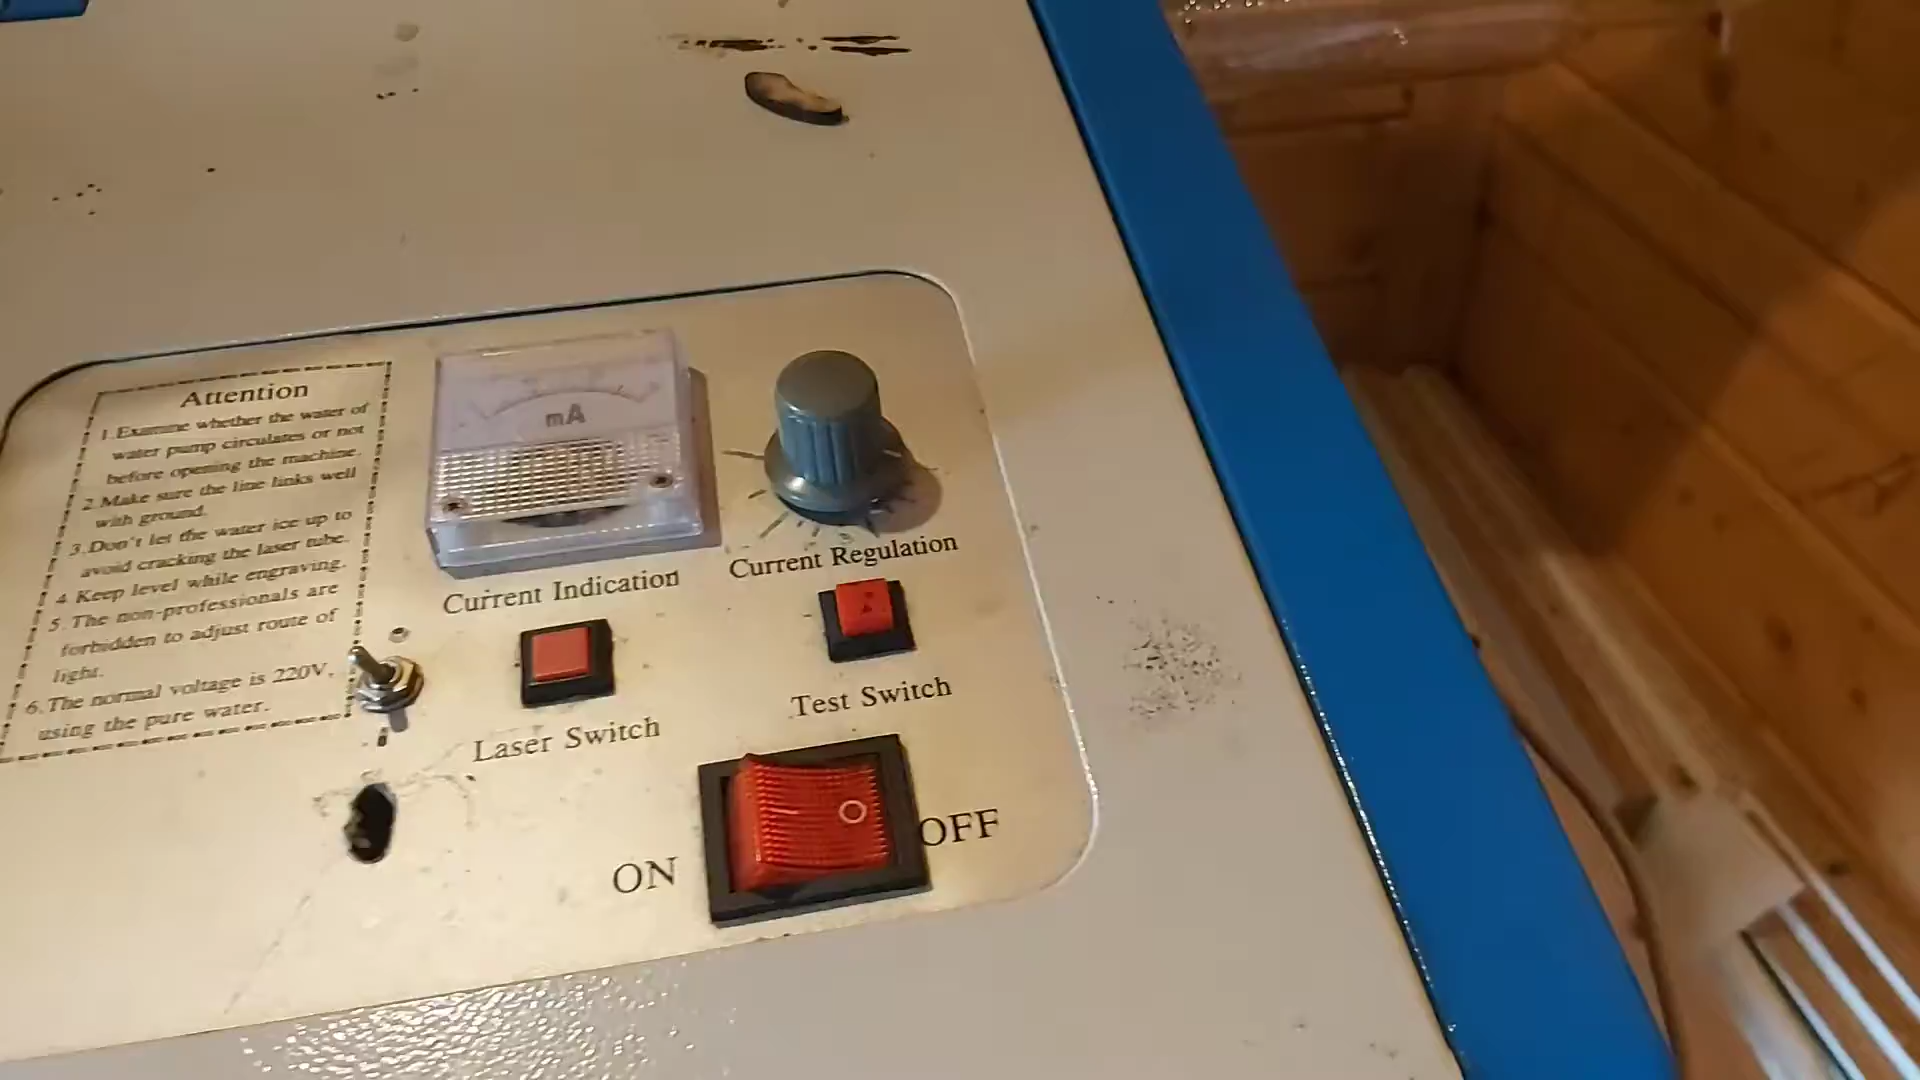 Attention
1.Examine whether the water of
water pump circulates or not
before opening the machine.
2.Make sure the line links well
with ground.
3.Don't let the water ice up to
avoid cracking the laser tube.
4.Keep level while engraving.
5.The non-professionals are
forbidden to adjust route of
light.
6.The normal voltage is 220V,
using the pure water.
mA
Current Indication
Current Regulation
Laser Switch
Test Switch
ON
OFF